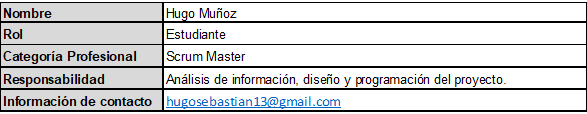 Nombre Hugo Muñoz
Rol Estudiante
Categoría Profesional Scrum Master
Responsabilidad Análisis de información, diseño y programación del proyecto.
Información de contacto hugosebastian13@gmail.com